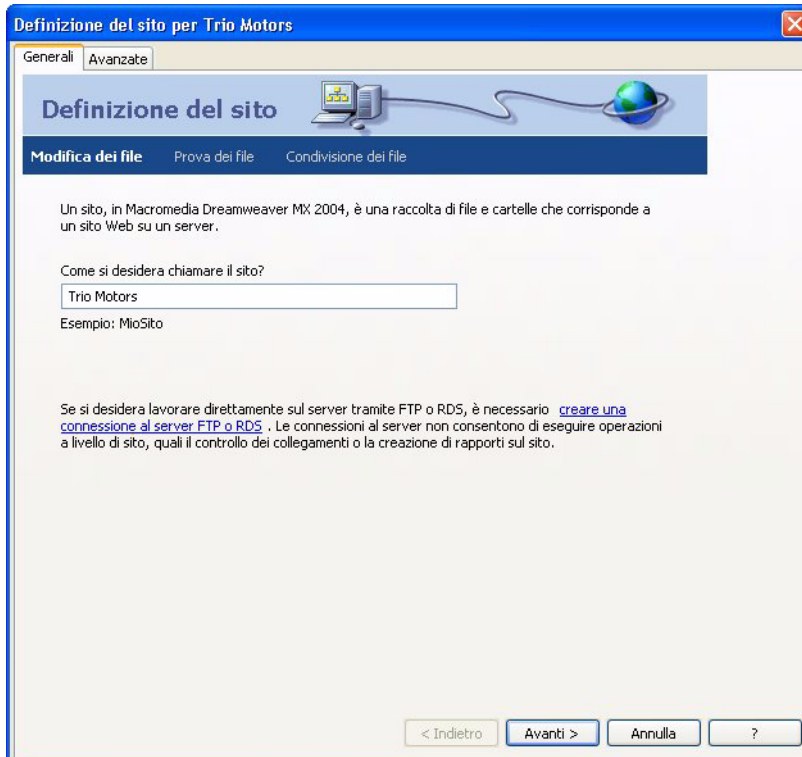 Definizione del sito per Trio Motors
Generali Avanzate
Definizione del sito
Modifica dei file Prova dei file Condivisione dei file
Un sito, in Macromedia Dreamweaver MX 2004, è una raccolta di file e cartelle che corrisponde a
un sito Web su un server.
Come si desidera chiamare il sito?
Trio Motors
Esempio: MioSito
Se si desidera lavorare direttamente sul server tramite FTP o RDS, è necessario creare una
connessione al server FTP o RDS . Le connessioni al server non consentono di eseguire operazioni
a livello di sito, quali il controllo dei collegamenti o la creazione di rapporti sul sito.
< Indietro Avanti > Annulla ?